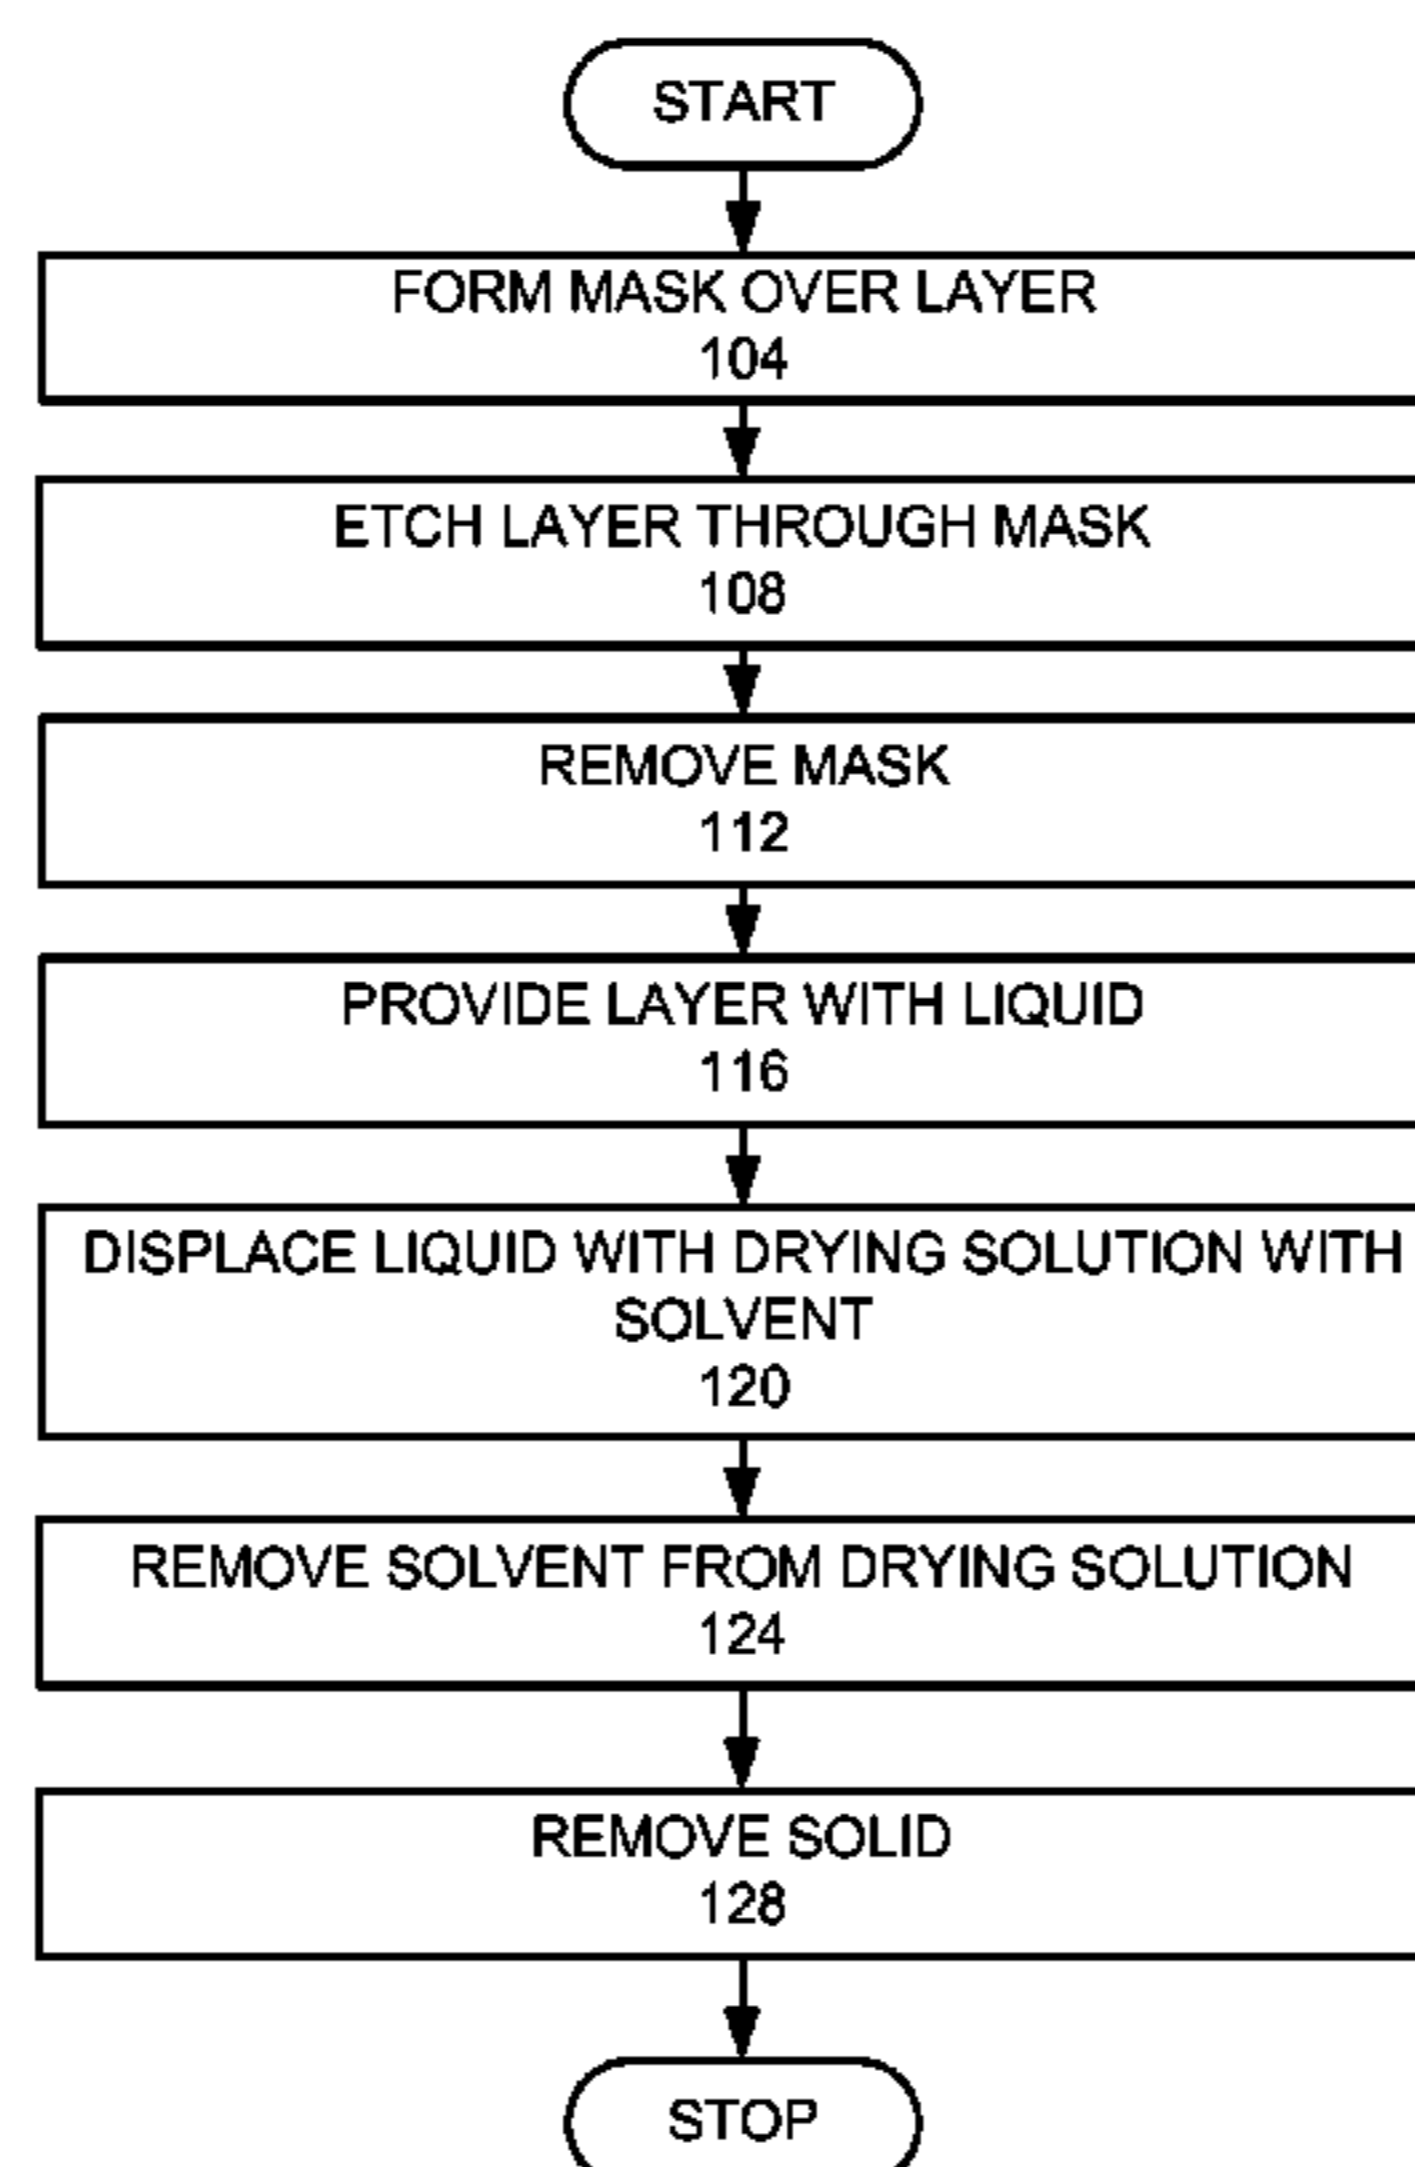 START
FORM MASK OVER LAYER
104
ETCH LAYER THROUGH MASK
108
REMOVE MASK
112
PROVIDE LAYER WITH LIQUID
116
DISPLACE LIQUID WITH DRYING SOLUTION WITH
SOLVENT
120
REMOVE SOLVENT FROM DRYING SOLUTION
124
REMOVE SOLID
128
STOP